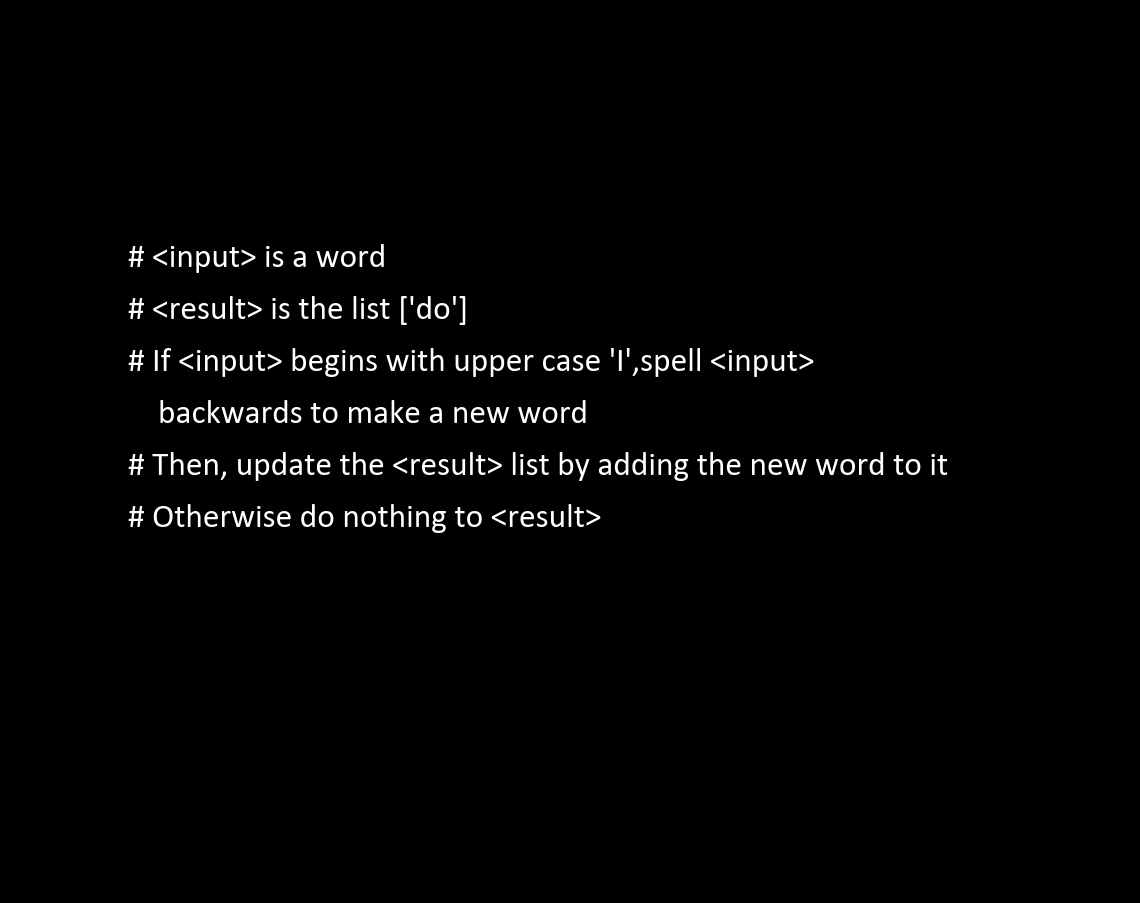 # <input> is a word
# <result> is the list ['do']
# If <input> begins with upper case 'I',spell <input>
backwards to make a new word
# Then, update the <result> list by adding the new word to it
# Otherwise do nothing to <result>